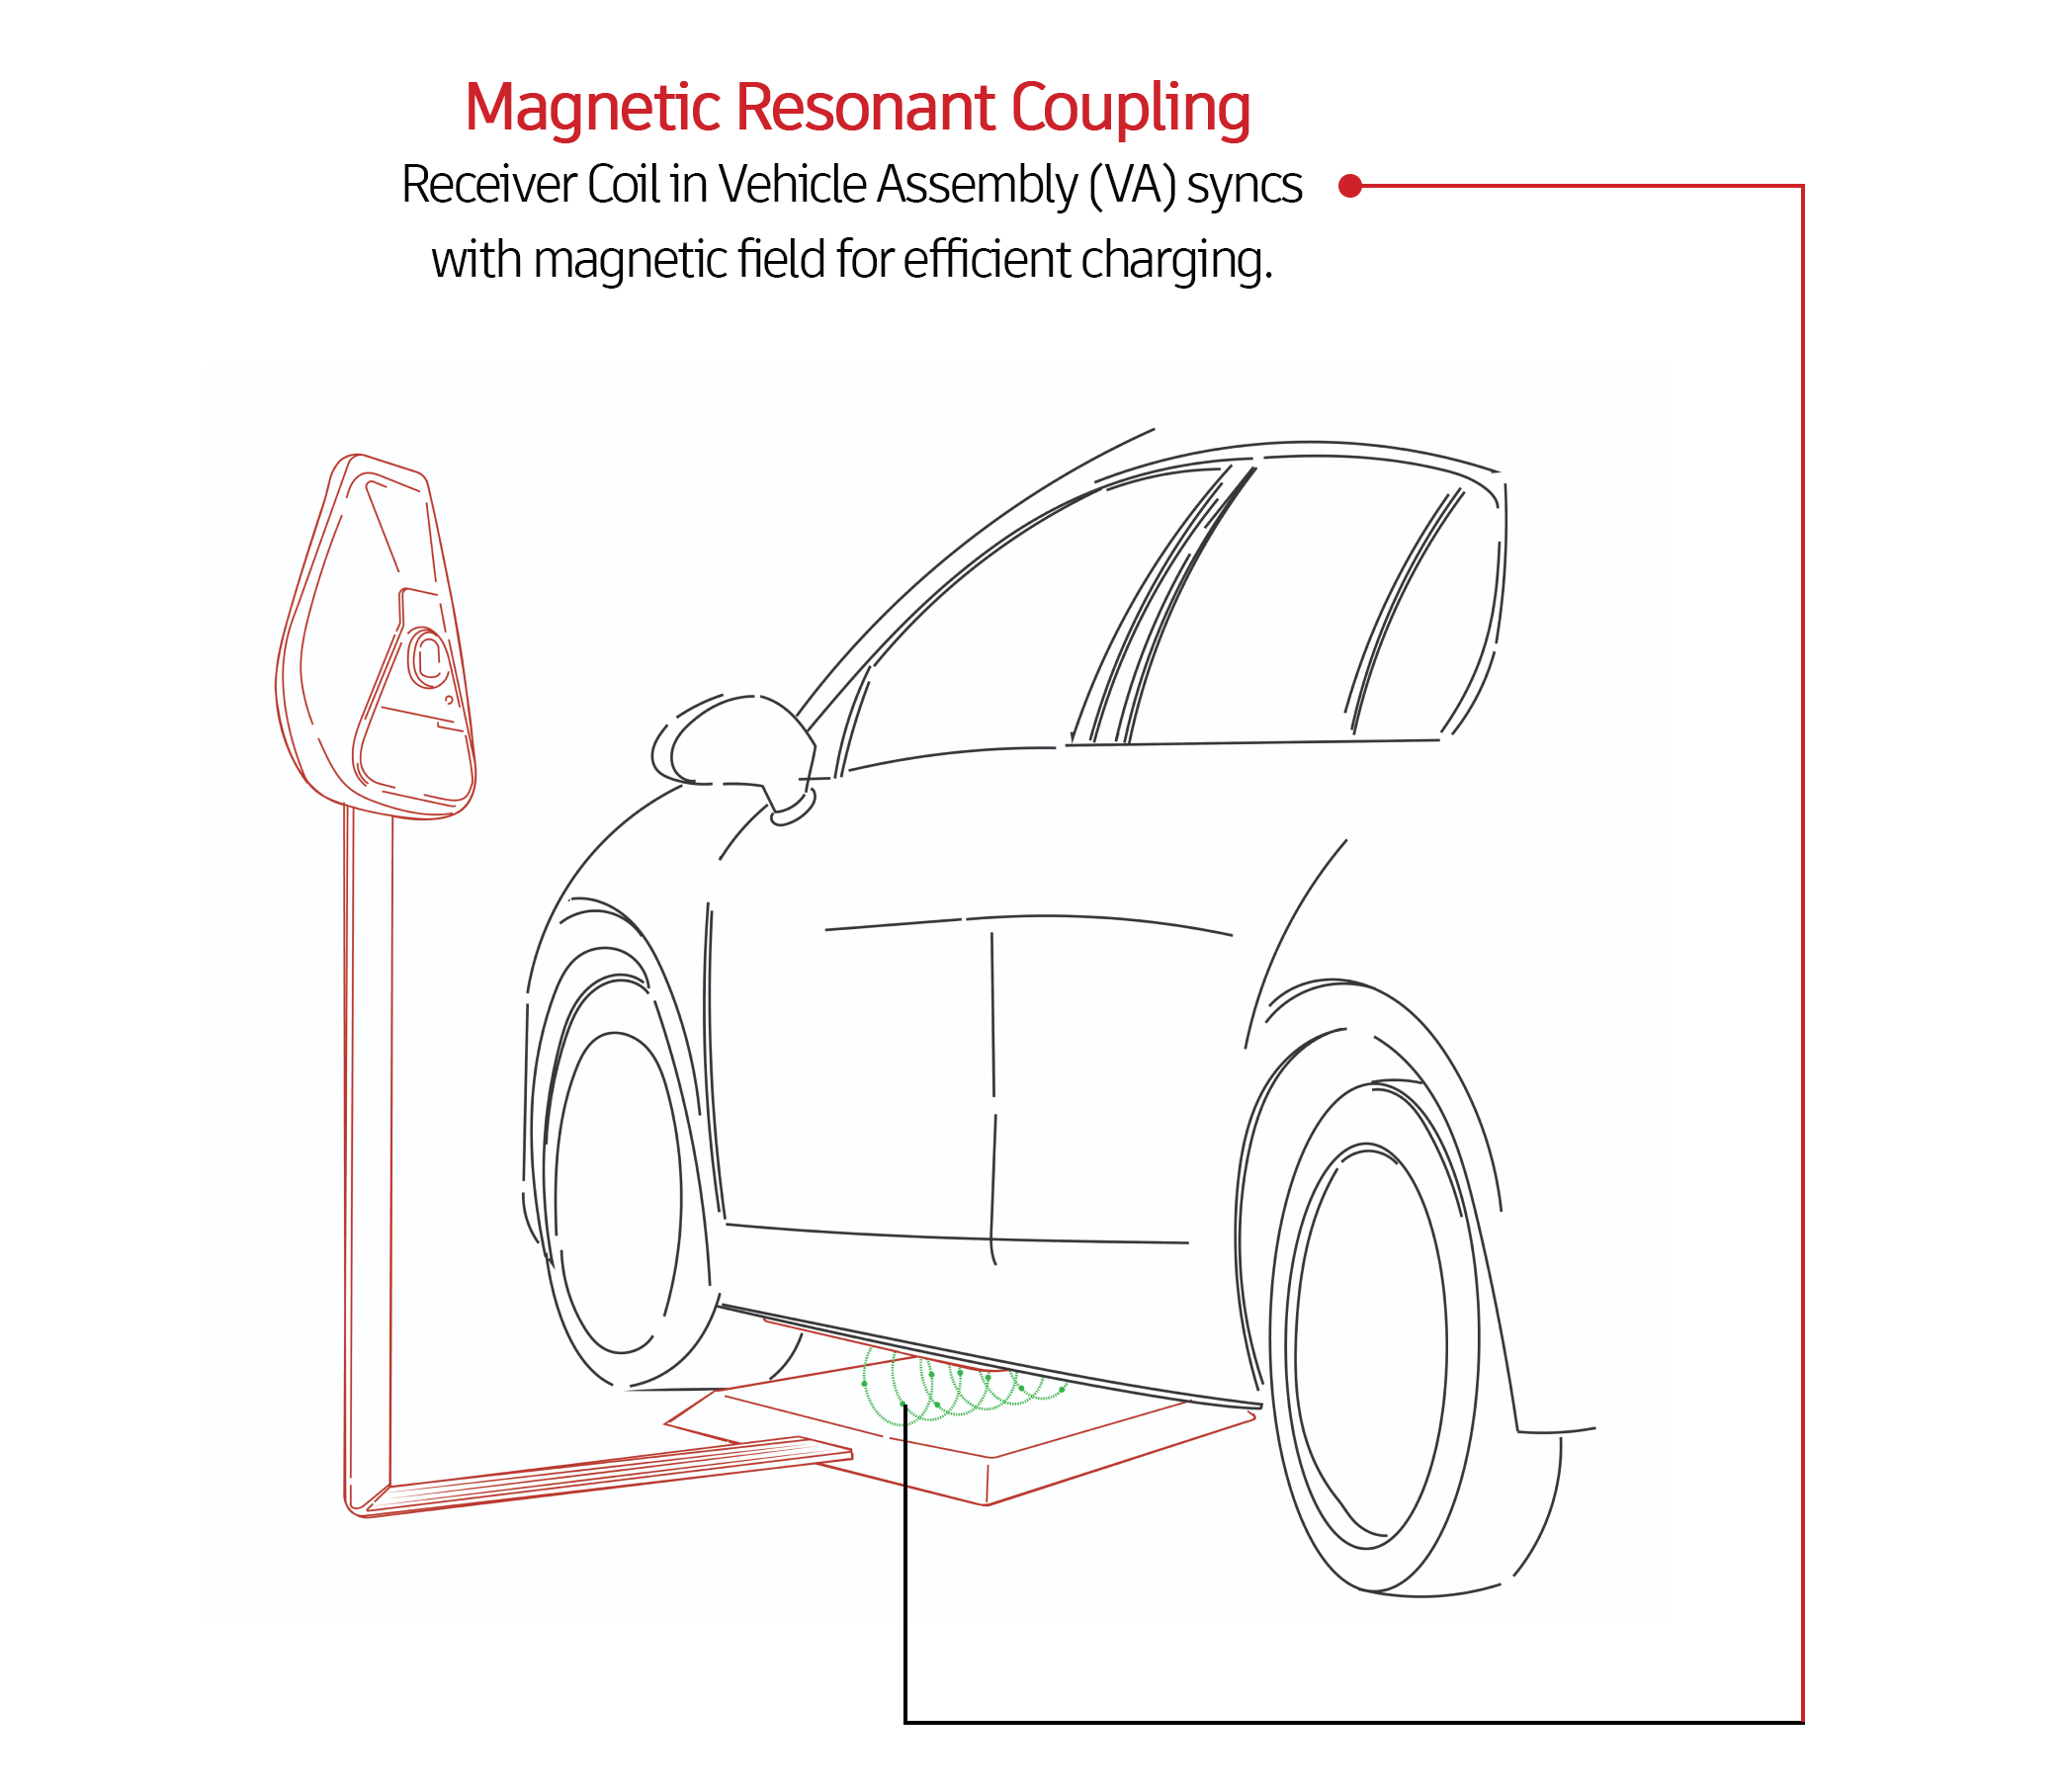 Magnetic Resonant Coupling
Receiver Coil in Vehicle Assembly (VA) syncs
with magnetic field for efficient charging.